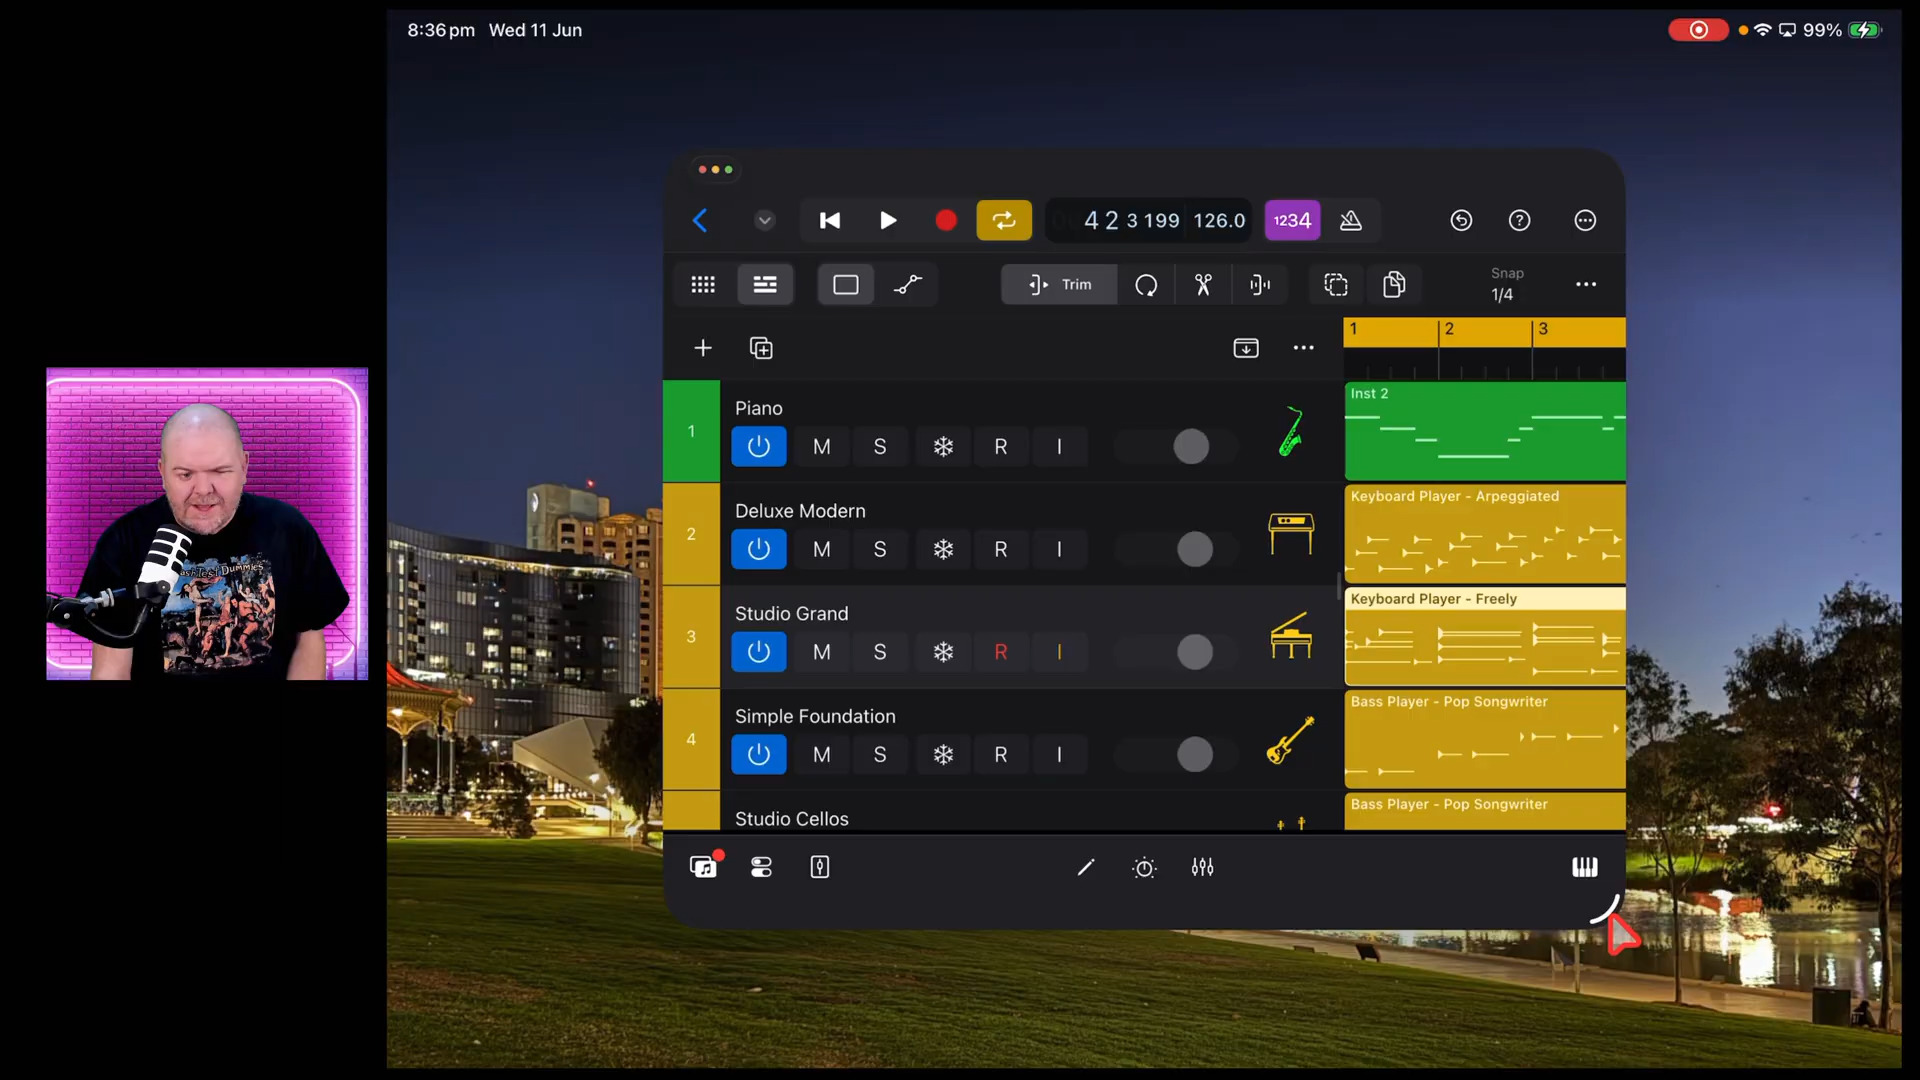 8:36pm Wed 11 Jun
99%
4 2 3 199 126.0
1234
Trim
Snap
1/4
1 2 3
1
Piano
M S R I
Inst 2
2
Deluxe Modern
M S R I
Keyboard Player - Arpeggiated
3
Studio Grand
M S R I
Keyboard Player - Freely
4
Simple Foundation
M S R I
Bass Player - Pop Songwriter
Studio Cellos
Bass Player - Pop Songwriter
Dummies